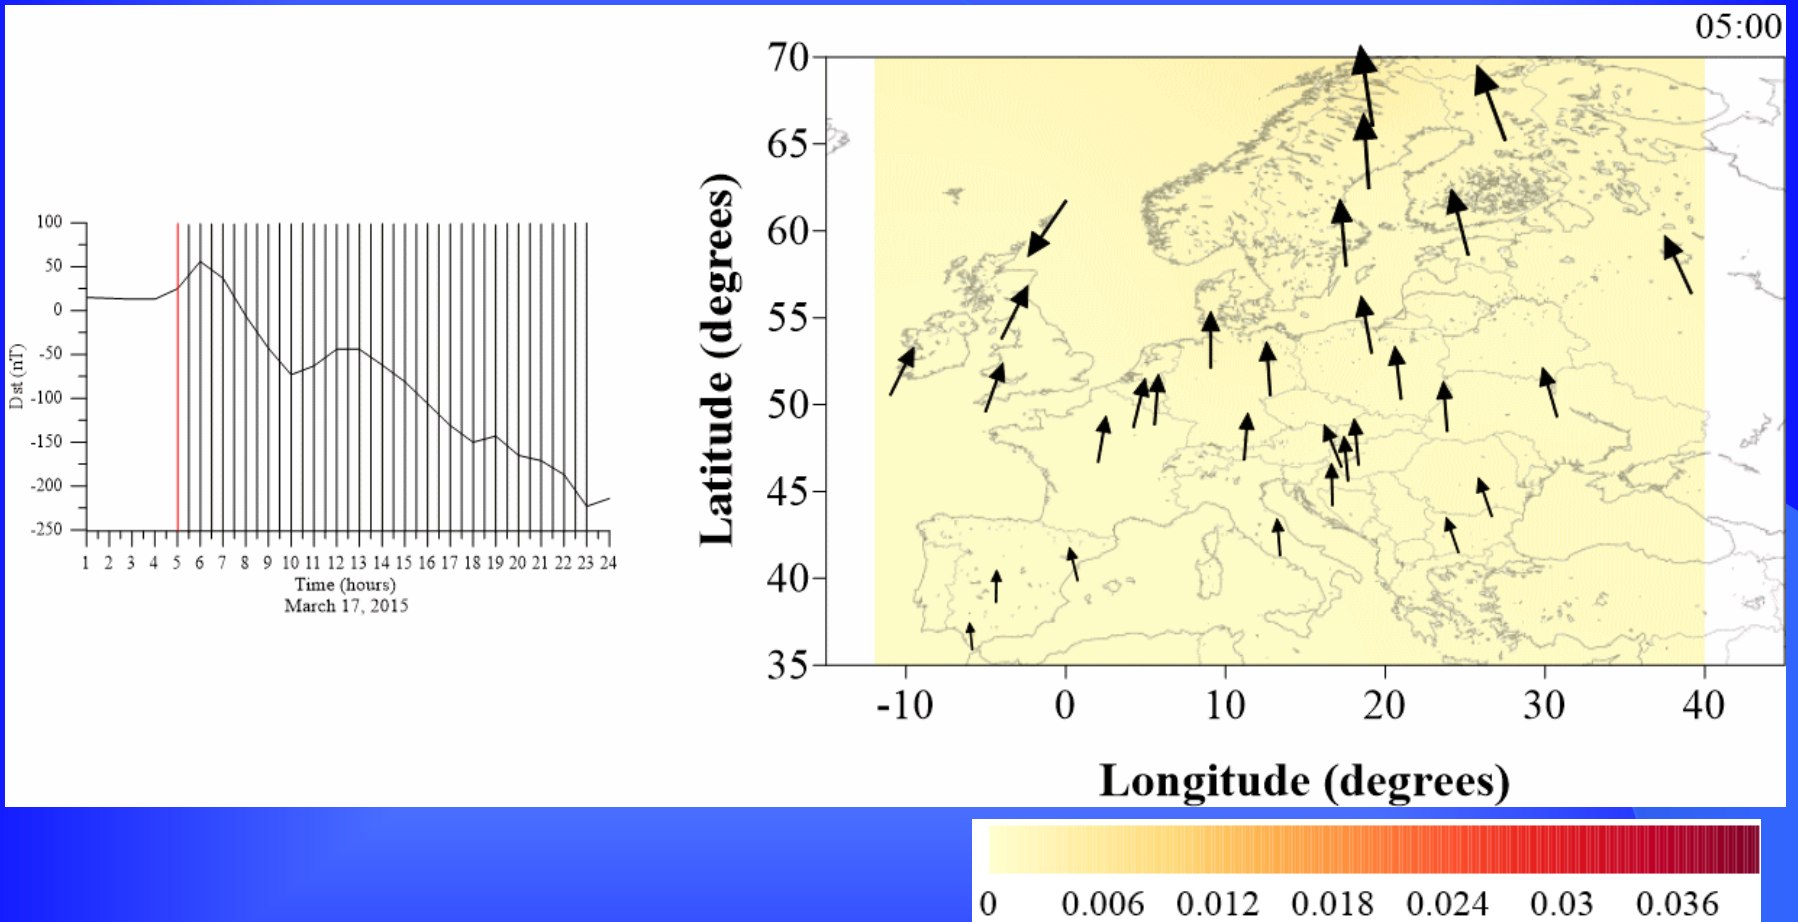 05:00
100
50
0
-50
-100
-150
-200
-250
Dst (nT)
1 2 3 4 5 6 7 8 9 10 11 12 13 14 15 16 17 18 19 20 21 22 23 24
Time (hours)
March 17, 2015
70
65
60
55
50
45
40
35
Latitude (degrees)
-10 0 10 20 30 40
Longitude (degrees)
0 0.006 0.012 0.018 0.024 0.03 0.036